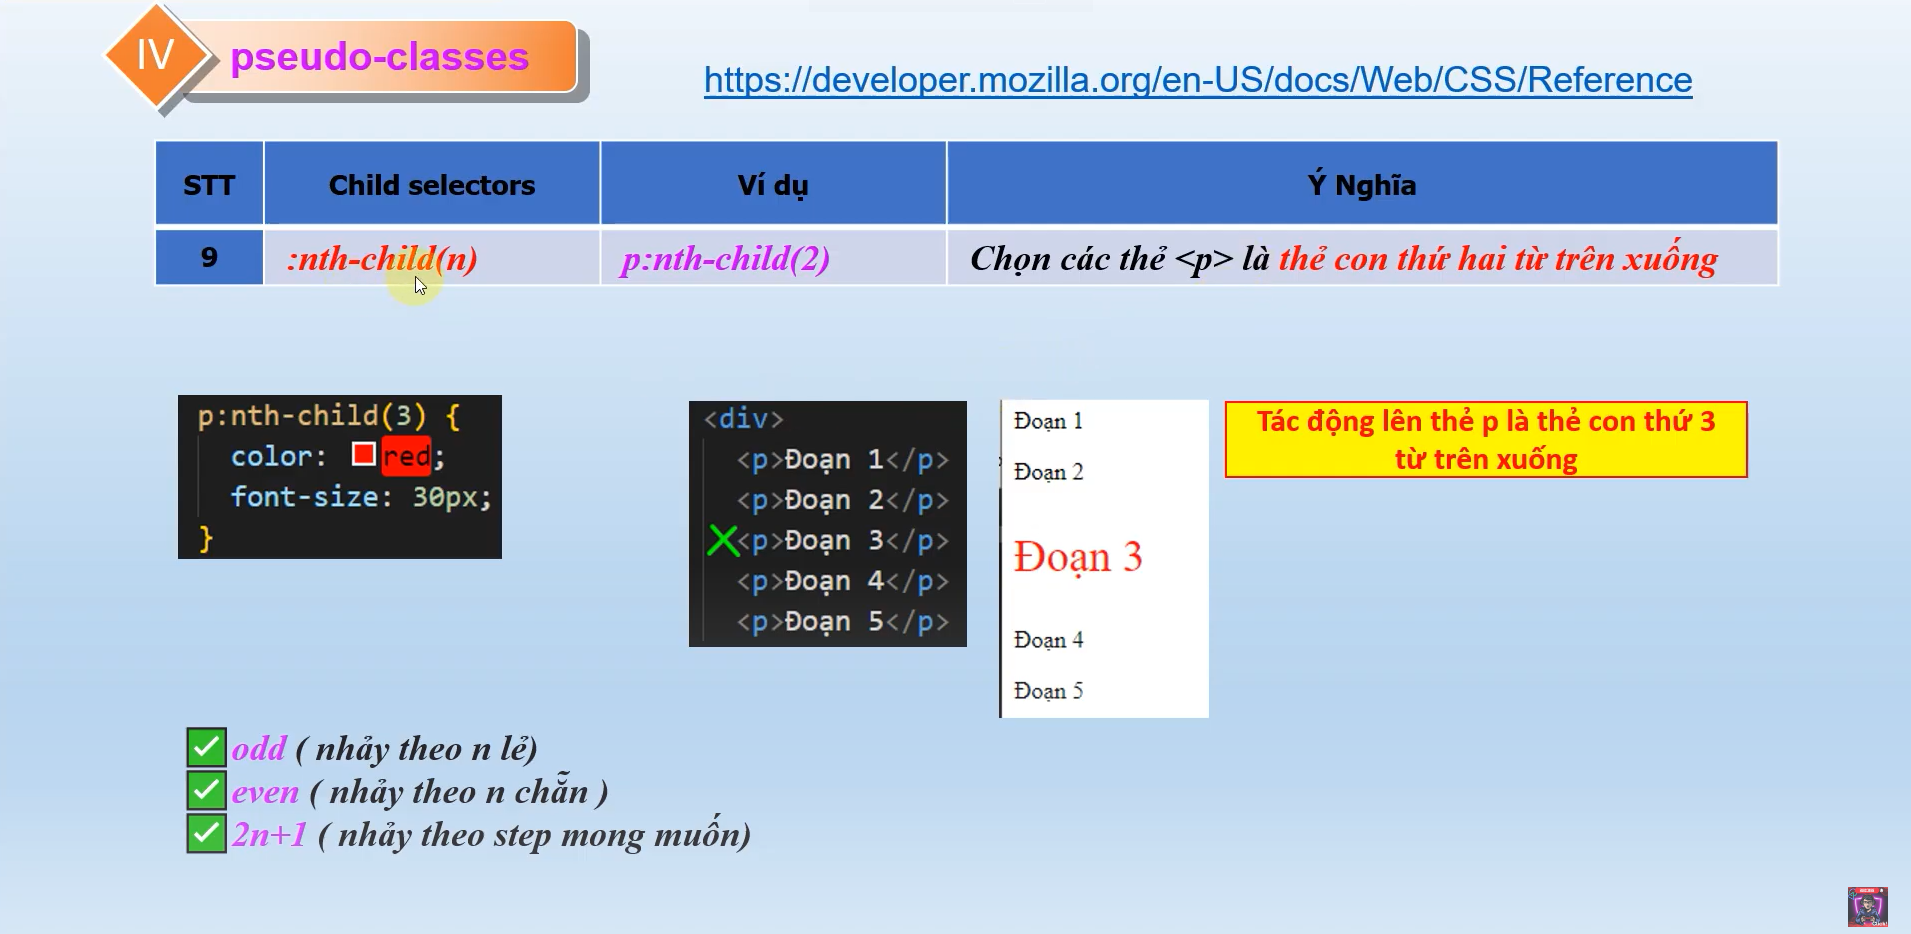 IV
pseudo-classes
https://developer.mozilla.org/en-US/docs/Web/CSS/Reference
STT Child selectors Ví dụ Ý Nghĩa
9 :nth-child(n) p:nth-child(2) Chọn các thẻ <p> là thẻ con thứ hai từ trên xuống
p:nth-child(3) {
color: red;
font-size: 30px;
}
<div>
<p>Đoạn 1</p>
<p>Đoạn 2</p>
<p>Đoạn 3</p>
<p>Đoạn 4</p>
<p>Đoạn 5</p>
Đoạn 1
Đoạn 2
Đoạn 3
Đoạn 4
Đoạn 5
Tác động lên thẻ p là thẻ con thứ 3
từ trên xuống
odd ( nhảy theo n lẻ)
even ( nhảy theo n chẵn )
2n+1 ( nhảy theo step mong muốn)